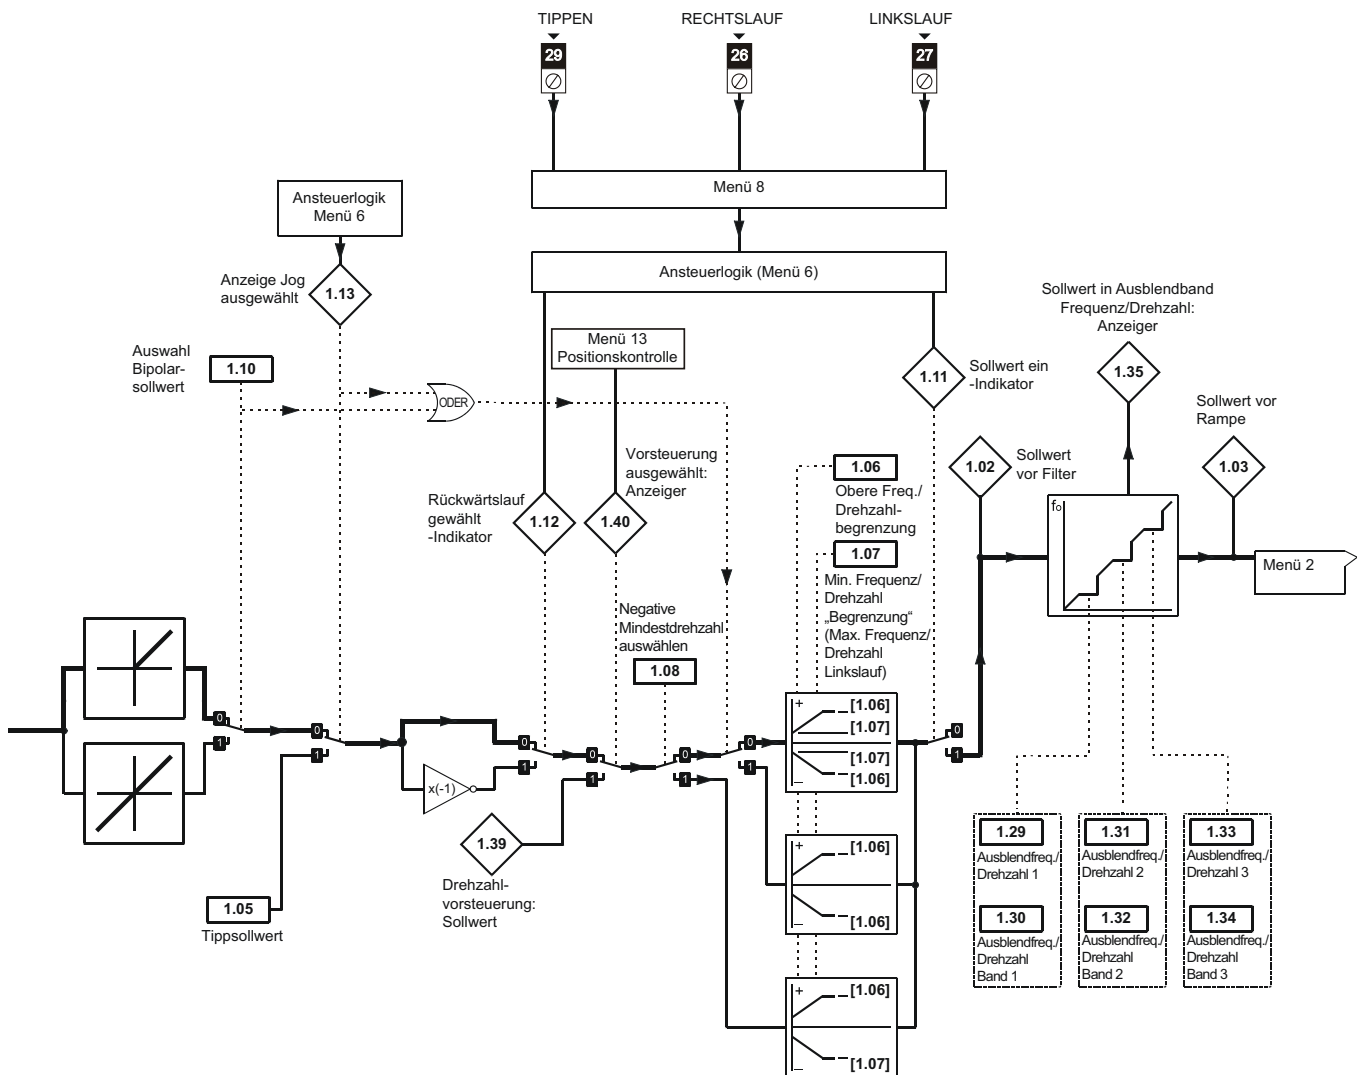 TIPPEN
RECHTSLAUF
LINKSLAUF
29
26
27
Menü 8
Ansteuerlogik
Menü 6
Ansteuerlogik (Menü 6)
Anzeige Jog
ausgewählt
1.13
Sollwert in Ausblendband
Frequenz/Drehzahl:
Anzeiger
1.35
Menü 13
Positionskontrolle
Auswahl
Bipolar-
sollwert
1.10
ODER
1.11
Sollwert ein
-Indikator
Sollwert vor
Rampe
1.03
Vorsteuerung
ausgewählt:
Anzeiger
1.06
Obere Freq./
Drehzahl-
begrenzung
1.02
Sollwert
vor Filter
Rückwärtslauf
gewählt
-Indikator
1.12
1.40
1.07
Min. Frequenz/
Drehzahl
„Begrenzung“
(Max. Frequenz/
Drehzahl
Linkslauf)
fo
Menü 2
Negative
Mindestdrehzahl
auswählen
1.08
0
1
0
1
0
1
0
1
0
1
0
1
0
1
x(-1)
+
[1.06]
[1.07]
[1.07]
[1.06]
–
1.39
Drehzahl-
vorsteuerung:
Sollwert
+
[1.06]
[1.06]
–
1.05
Tippsollwert
+
[1.06]
[1.07]
–
1.29
Ausblendfreq./
Drehzahl 1
1.30
Ausblendfreq./
Drehzahl
Band 1
1.31
Ausblendfreq./
Drehzahl 2
1.32
Ausblendfreq./
Drehzahl
Band 2
1.33
Ausblendfreq./
Drehzahl 3
1.34
Ausblendfreq./
Drehzahl
Band 3